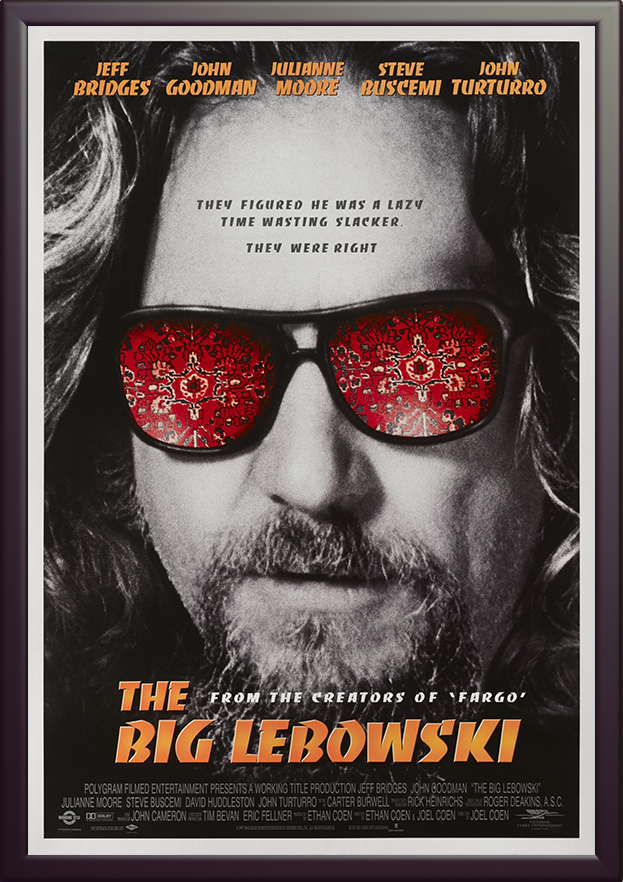 JEFF BRIDGES
JOHN GOODMAN
JULIANNE MOORE
STEVE BUSCEMI
JOHN TURTURRO
THEY FIGURED HE WAS A LAZY
TIME WASTING SLACKER.
THEY WERE RIGHT
THE
FROM THE CREATORS OF 'FARGO'
BIG LEBOWSKI
POLYGRAM FILMED ENTERTAINMENT PRESENTS A WORKING TITLE PRODUCTION JEFF BRIDGES JOHN GOODMAN "THE BIG LEBOWSKI"
JULIANNE MOORE STEVE BUSCEMI DAVID HUDDLESTON JOHN TURTURRO CARTER BURWELL RICK HEINRICHS ROGER DEAKINS, A.S.C.
JOHN CAMERON TIM BEVAN ERIC FELLNER ETHAN COEN & JOEL COEN JOEL COEN
WORKING TITLE
DOLBY